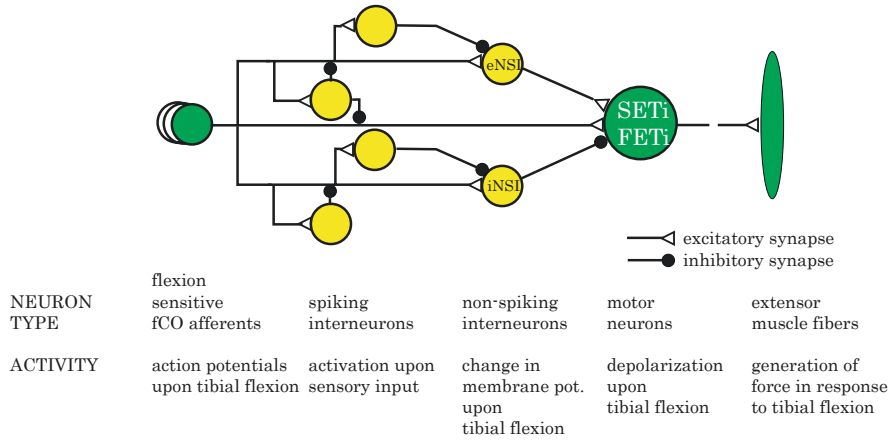 eNSI
SETi
FETi
iNSI
excitatory synapse
inhibitory synapse
NEURON
TYPE
flexion
sensitive
fCO afferents
spiking
interneurons
non-spiking
interneurons
motor
neurons
extensor
muscle fibers
ACTIVITY
action potentials
upon tibial flexion
activation upon
sensory input
change in
membrane pot.
upon
tibial flexion
depolarization
upon
tibial flexion
generation of
force in response
to tibial flexion